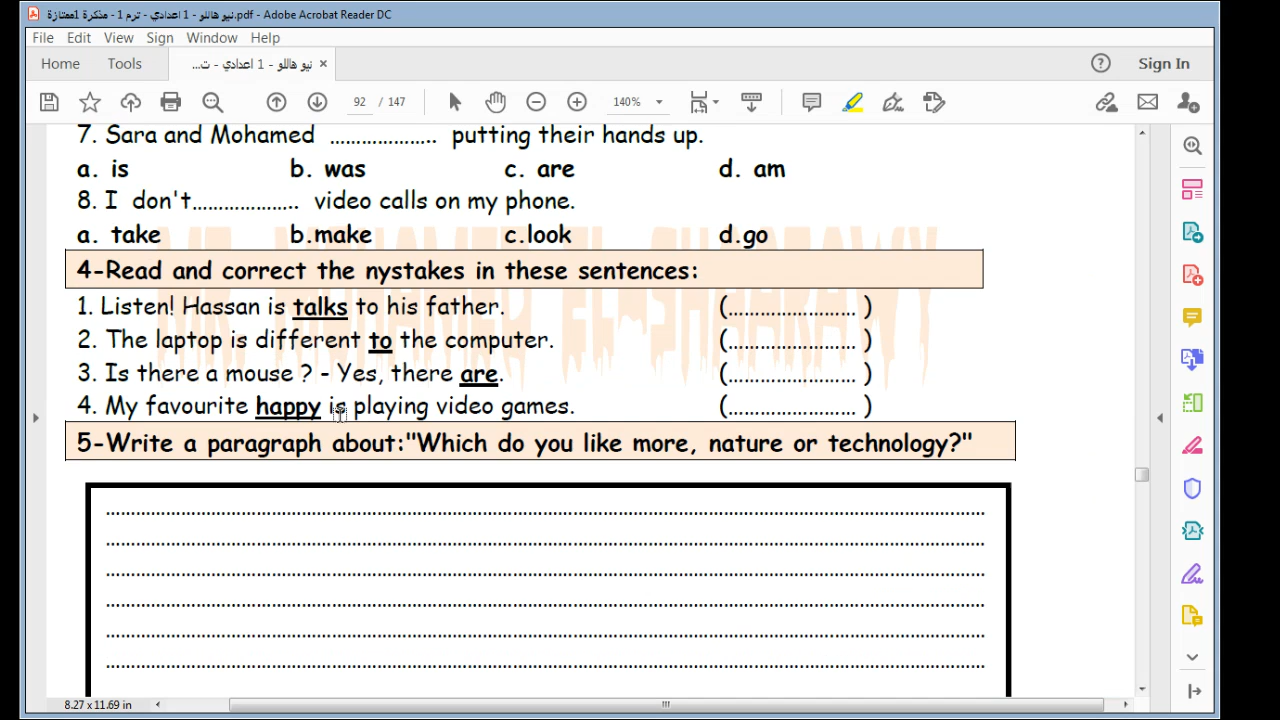 نيو هاللو - 1 اعدادي - ترم 1 - مذكرة 1ممتازة.pdf - Adobe Acrobat Reader DC
File Edit View Sign Window Help
Home Tools نيو هاللو - 1 اعدادي - ت... × ? Sign In
92 / 147 140%
7. Sara and Mohamed ……………….. putting their hands up.
a. is b. was c. are d. am
8. I don't……………….. video calls on my phone.
a. take b.make c.look d.go
MR. MOHAMED EL-SHAARAWY
4-Read and correct the nystakes in these sentences:
1. Listen! Hassan is talks to his father. (…………………… )
2. The laptop is different to the computer. (…………………… )
3. Is there a mouse ? - Yes, there are. (…………………… )
4. My favourite happy is playing video games. (…………………… )
5-Write a paragraph about:"Which do you like more, nature or technology?"
8.27 x 11.69 in